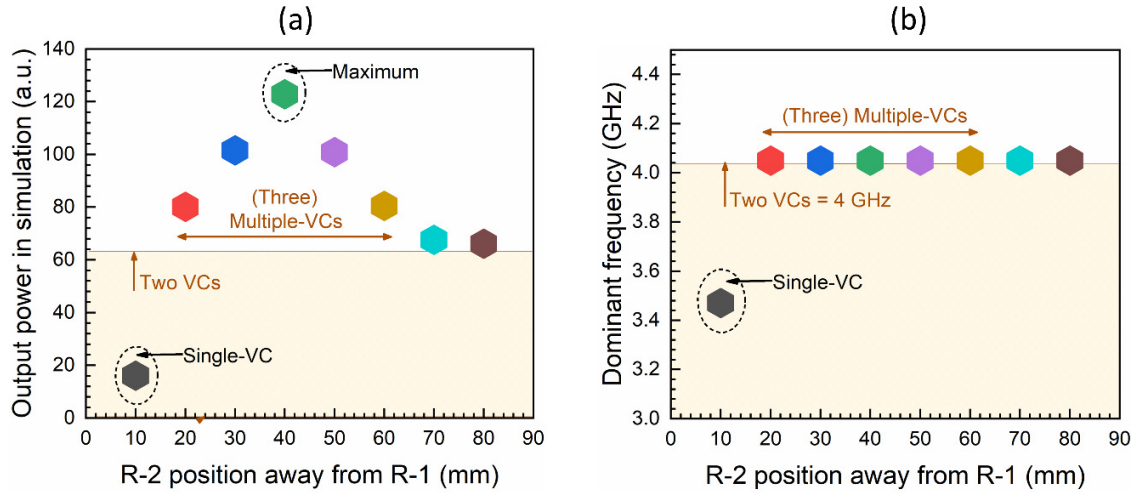 (a)
Output power in simulation (a.u.)
140
120
100
80
60
40
20
0
Maximum
(Three)
Multiple-VCs
Two VCs
Single-VC
0 10 20 30 40 50 60 70 80 90
R-2 position away from R-1 (mm)
(b)
Dominant frequency (GHz)
4.4
4.2
4.0
3.8
3.6
3.4
3.2
3.0
(Three) Multiple-VCs
Two VCs = 4 GHz
Single-VC
0 10 20 30 40 50 60 70 80 90
R-2 position away from R-1 (mm)